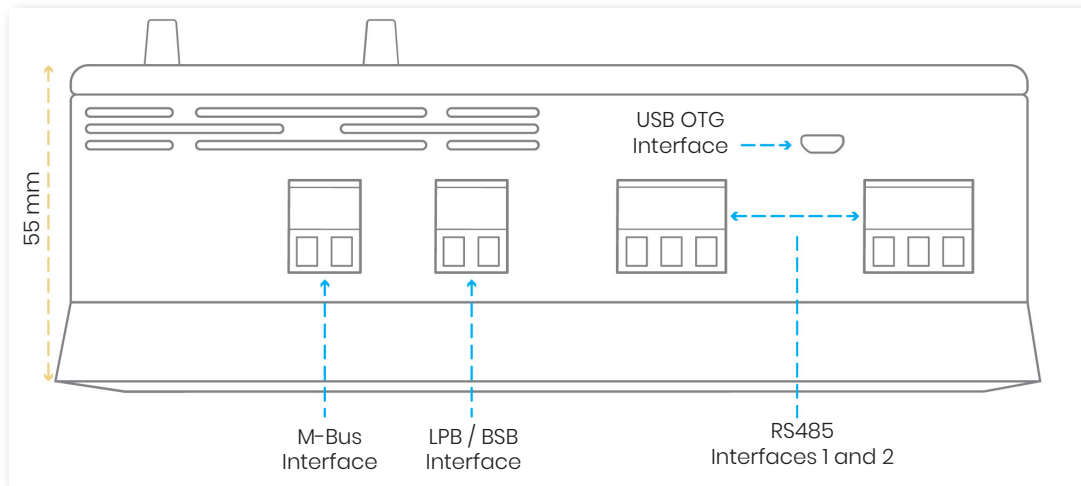 USB OTG
Interface
55 mm
M-Bus
Interface
LPB / BSB
Interface
RS485
Interfaces 1 and 2